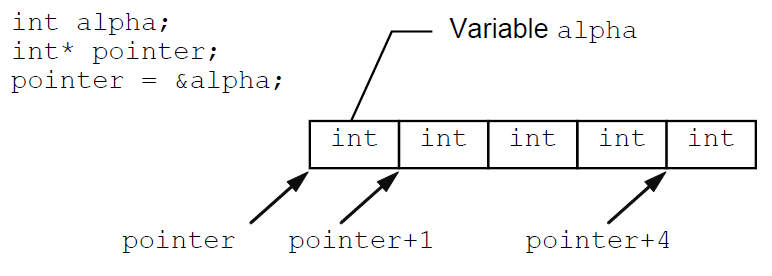 int alpha;
int* pointer;
pointer = &alpha;
Variable alpha
int int int int int
pointer pointer+1 pointer+4